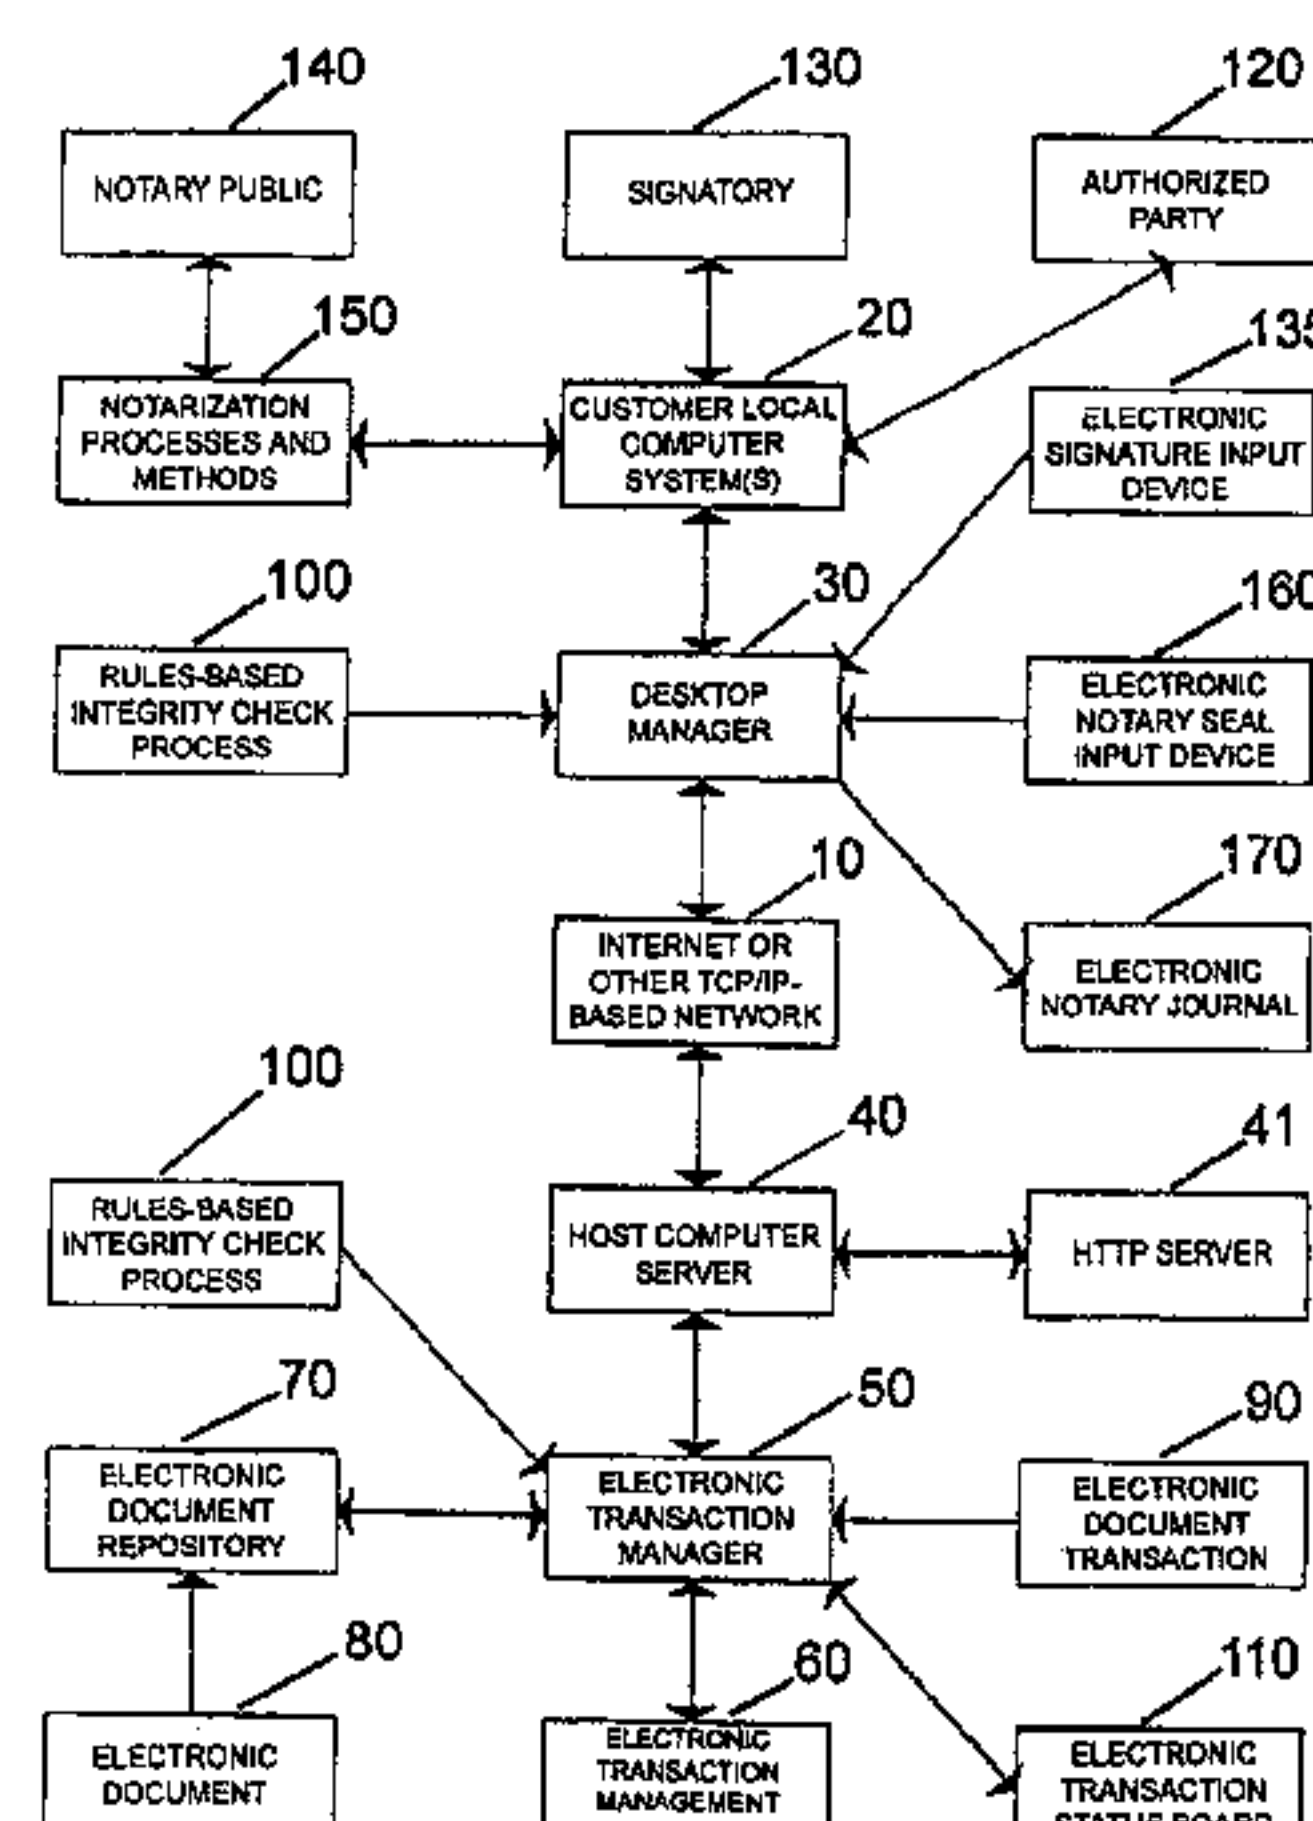 140
130
120
NOTARY PUBLIC
SIGNATORY
AUTHORIZED
PARTY
150
20
135
NOTARIZATION
PROCESSES AND
METHODS
CUSTOMER LOCAL
COMPUTER
SYSTEM(S)
ELECTRONIC
SIGNATURE INPUT
DEVICE
100
30
160
RULES-BASED
INTEGRITY CHECK
PROCESS
DESKTOP
MANAGER
ELECTRONIC
NOTARY SEAL
INPUT DEVICE
10
170
INTERNET OR
OTHER TCP/IP-
BASED NETWORK
ELECTRONIC
NOTARY JOURNAL
100
40
41
RULES-BASED
INTEGRITY CHECK
PROCESS
HOST COMPUTER
SERVER
HTTP SERVER
70
50
90
ELECTRONIC
DOCUMENT
REPOSITORY
ELECTRONIC
TRANSACTION
MANAGER
ELECTRONIC
DOCUMENT
TRANSACTION
80
60
110
ELECTRONIC
DOCUMENT
ELECTRONIC
TRANSACTION
MANAGEMENT
ELECTRONIC
TRANSACTION
STATUS BOARD